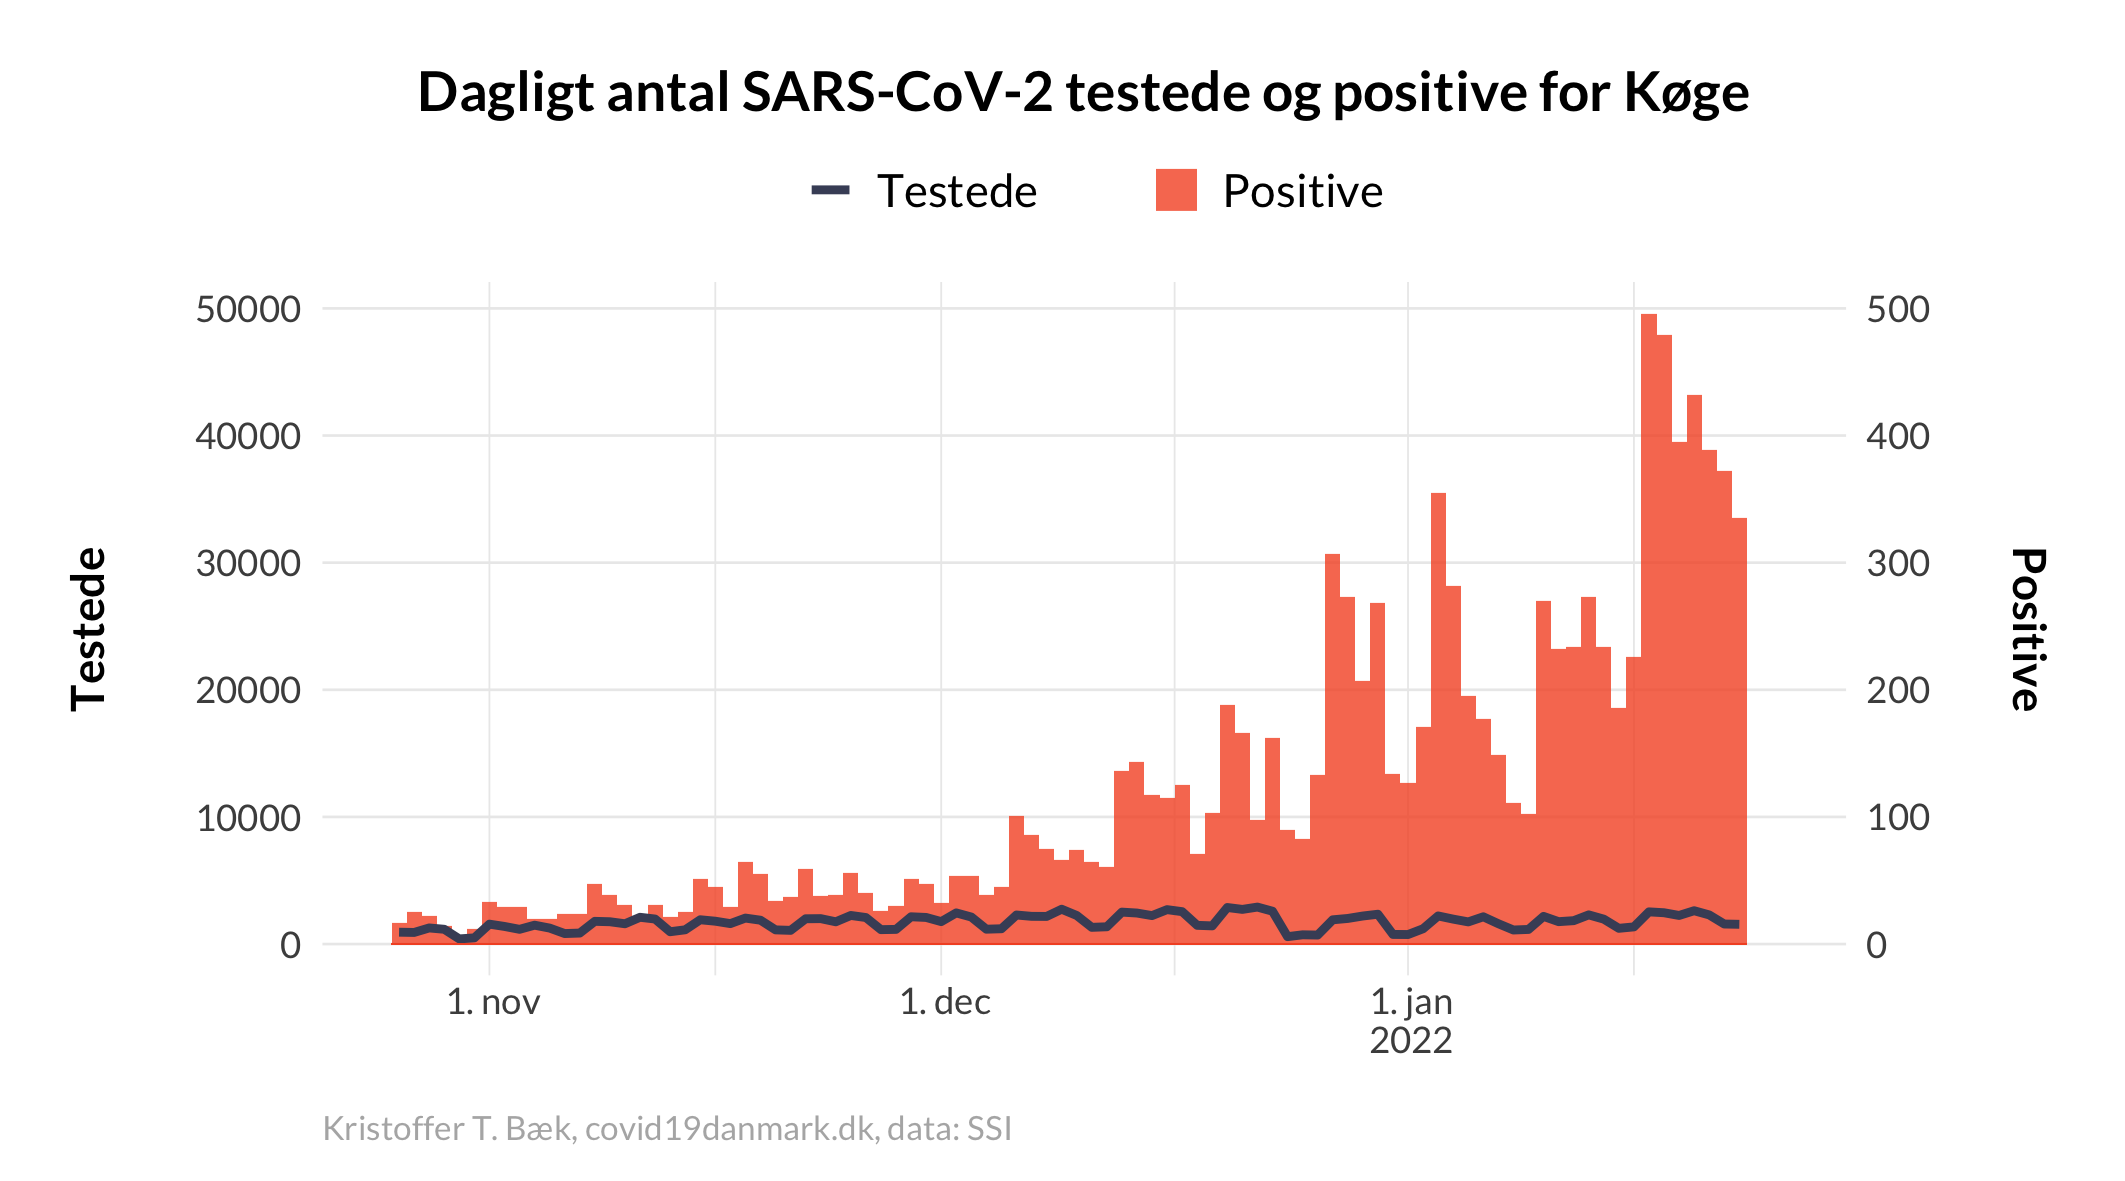 Dagligt antal SARS-CoV-2 testede og positive for Køge
Testede
Positive
50000
40000
30000
20000
10000
0
500
400
300
200
100
0
Testede
Positive
1. nov
1. dec
1. jan
2022
Kristoffer T. Bæk, covid19danmark.dk, data: SSI